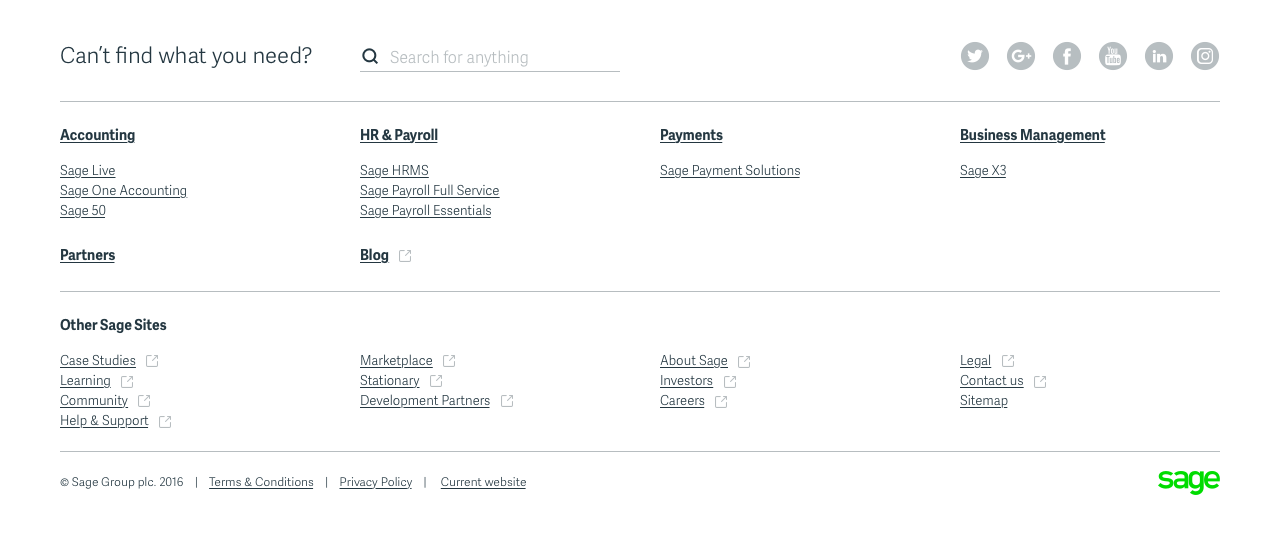 Can’t find what you need?
Search for anything
You Tube
Accounting
HR & Payroll
Payments
Business Management
Sage Live
Sage HRMS
Sage Payment Solutions
Sage X3
Sage One Accounting
Sage Payroll Full Service
Sage 50
Sage Payroll Essentials
Partners
Blog
Other Sage Sites
Case Studies
Marketplace
About Sage
Legal
Learning
Stationary
Investors
Contact us
Community
Development Partners
Careers
Sitemap
Help & Support
© Sage Group plc. 2016 | Terms & Conditions | Privacy Policy | Current website
sage